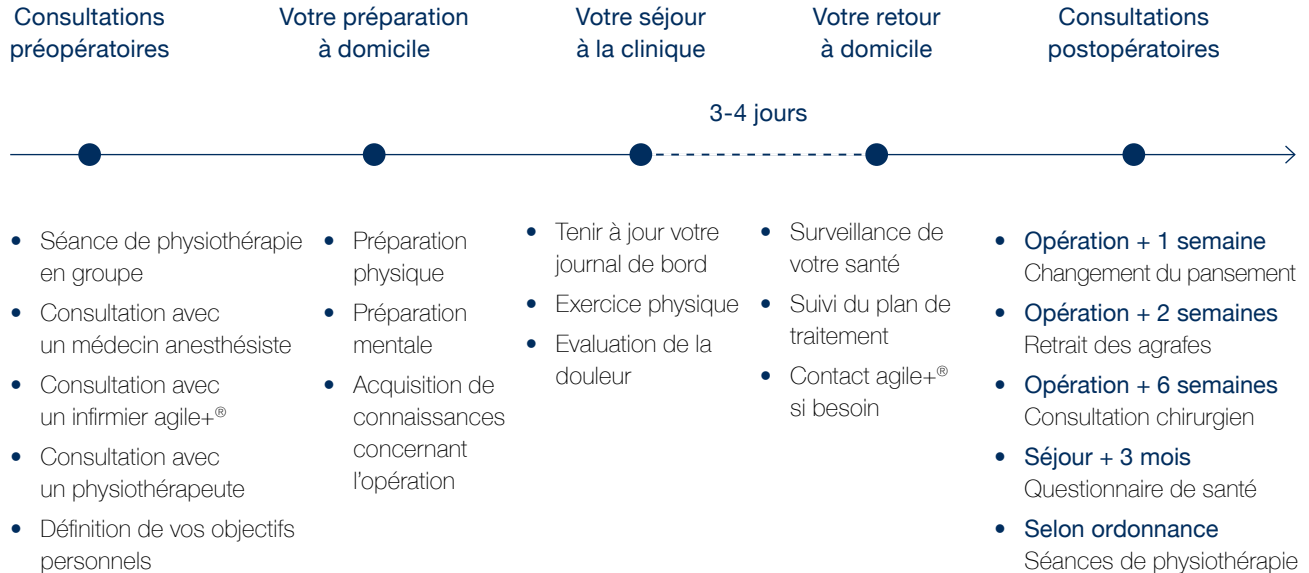 Consultations
préopératoires
Votre préparation
à domicile
Votre séjour
à la clinique
Votre retour
à domicile
Consultations
postopératoires
3-4 jours
• Séance de physiothérapie
en groupe
• Consultation avec
un médecin anesthésiste
• Consultation avec
un infirmier agile+®
• Consultation avec
un physiothérapeute
• Définition de vos objectifs
personnels
• Préparation
physique
• Préparation
mentale
• Acquisition de
connaissances
concernant
l'opération
• Tenir à jour votre
journal de bord
• Exercice physique
• Evaluation de la
douleur
• Surveillance de
votre santé
• Suivi du plan de
traitement
• Contact agile+®
si besoin
• Opération + 1 semaine
Changement du pansement
• Opération + 2 semaines
Retrait des agrafes
• Opération + 6 semaines
Consultation chirurgien
• Séjour + 3 mois
Questionnaire de santé
• Selon ordonnance
Séances de physiothérapie